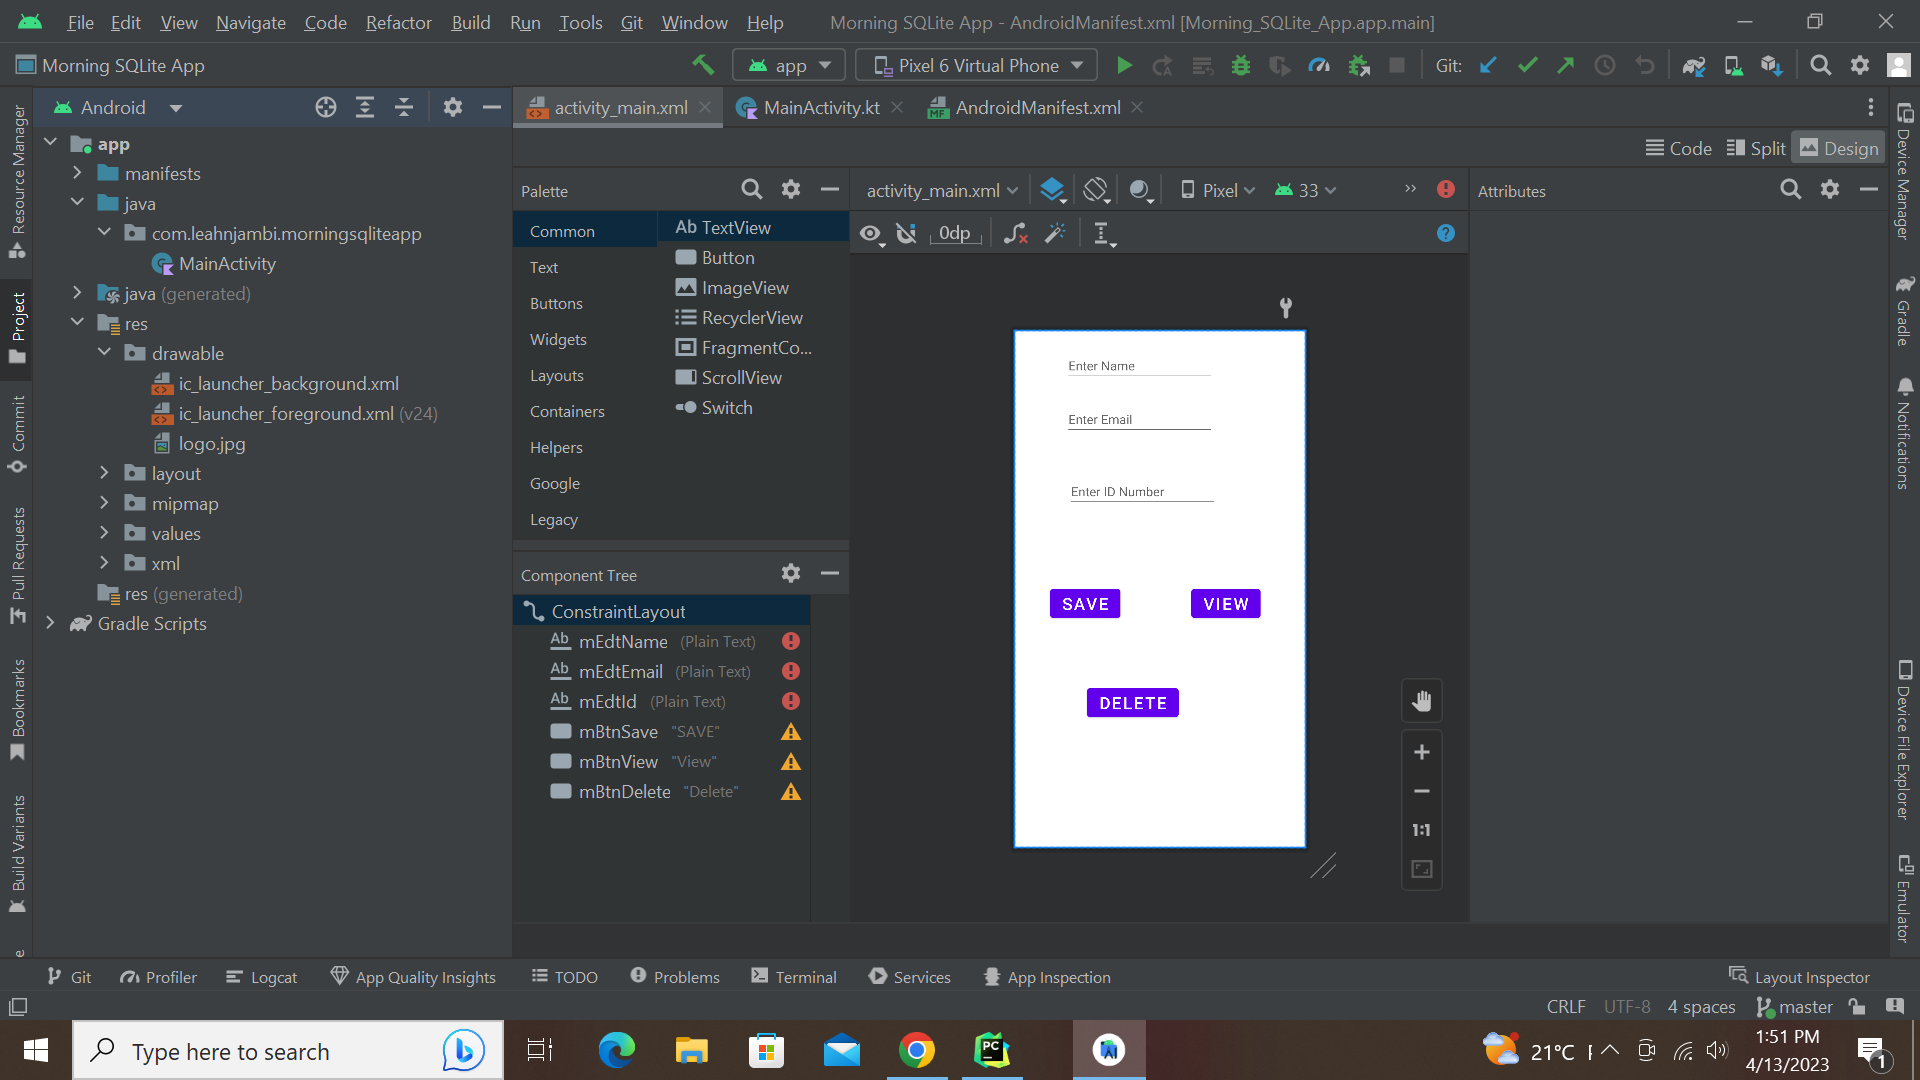 File Edit View Navigate Code Refactor Build Run Tools Git Window Help Morning SQLite App - AndroidManifest.xml [Morning_SQLite_App.app.main]
Morning SQLite App app Pixel 6 Virtual Phone Git:
Android activity_main.xml MainActivity.kt AndroidManifest.xml
Code Split Design
app
manifests
java
com.leahnjambi.morningsqliteapp
MainActivity
java (generated)
res
drawable
ic_launcher_background.xml
ic_launcher_foreground.xml (v24)
logo.jpg
layout
mipmap
values
xml
res (generated)
Gradle Scripts
Resource Manager
Project
Commit
Pull Requests
Bookmarks
Build Variants
Palette
Common
Text
Buttons
Widgets
Layouts
Containers
Helpers
Google
Legacy
Ab TextView
Button
ImageView
RecyclerView
FragmentCo...
ScrollView
Switch
Component Tree
ConstraintLayout
Ab mEdtName (Plain Text)
Ab mEdtEmail (Plain Text)
Ab mEdtId (Plain Text)
mBtnSave "SAVE"
mBtnView "View"
mBtnDelete "Delete"
activity_main.xml Pixel 33 >>
0dp
?
Enter Name
Enter Email
Enter ID Number
SAVE VIEW
DELETE
1:1
Attributes
Device Manager
Gradle
Notifications
Device File Explorer
Emulator
Git Profiler Logcat App Quality Insights TODO Problems Terminal Services App Inspection Layout Inspector
CRLF UTF-8 4 spaces master
Type here to search
PC
21°C
1:51 PM
4/13/2023
1